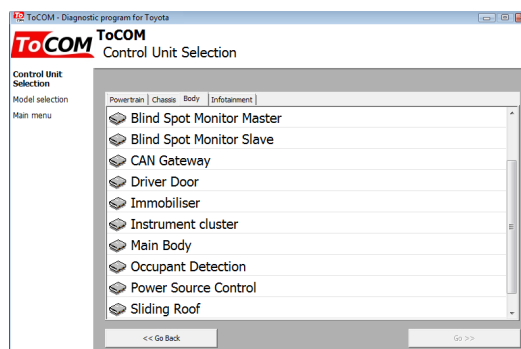 ToCOM - Diagnostic program for Toyota
ToCOM
ToCOM
Control Unit Selection
Control Unit
Selection
Model selection
Main menu
Powertrain Chassis Body Infotainment
Blind Spot Monitor Master
Blind Spot Monitor Slave
CAN Gateway
Driver Door
Immobiliser
Instrument cluster
Main Body
Occupant Detection
Power Source Control
Sliding Roof
<< Go Back
Go >>